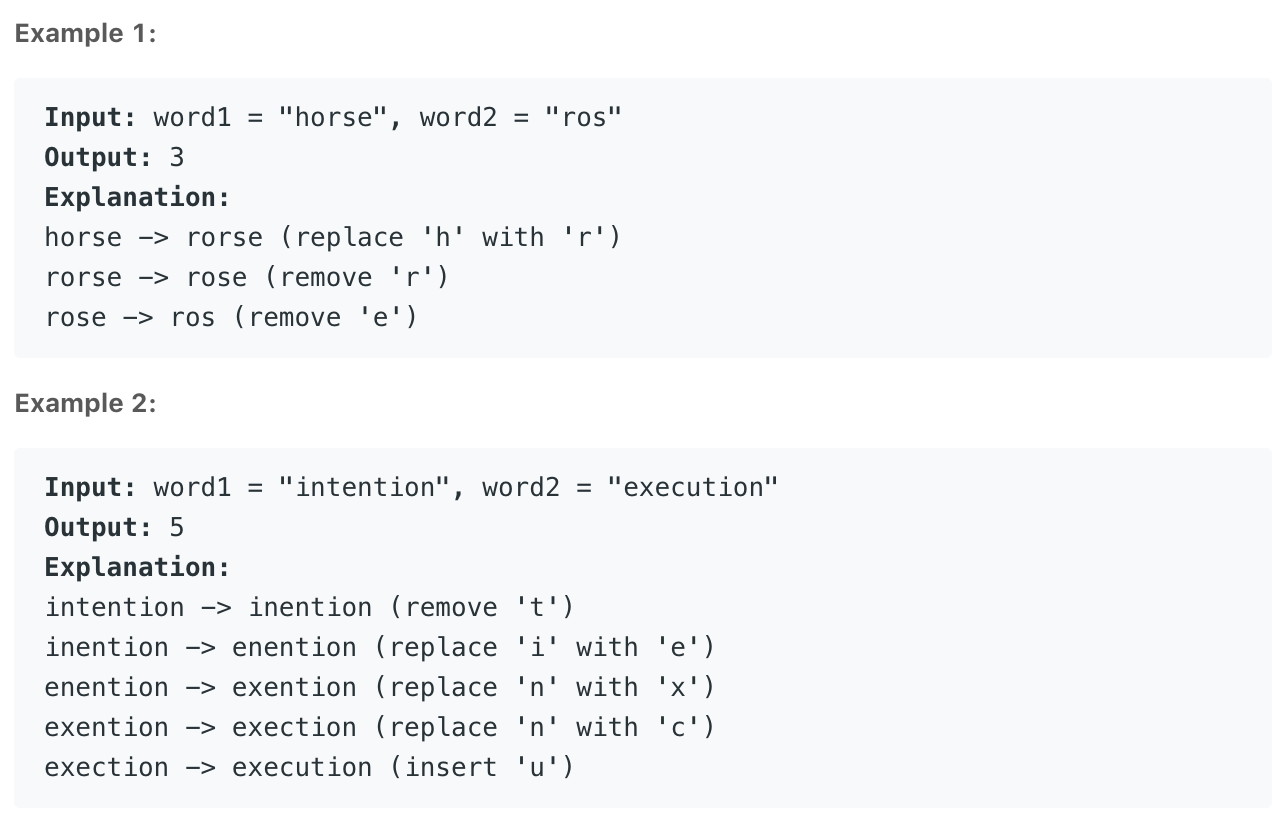 Example 1:
Input: word1 = "horse", word2 = "ros"
Output: 3
Explanation:
horse -> rorse (replace 'h' with 'r')
rorse -> rose (remove 'r')
rose -> ros (remove 'e')
Example 2:
Input: word1 = "intention", word2 = "execution"
Output: 5
Explanation:
intention -> inention (remove 't')
inention -> enention (replace 'i' with 'e')
enention -> exention (replace 'n' with 'x')
exention -> exection (replace 'n' with 'c')
exection -> execution (insert 'u')